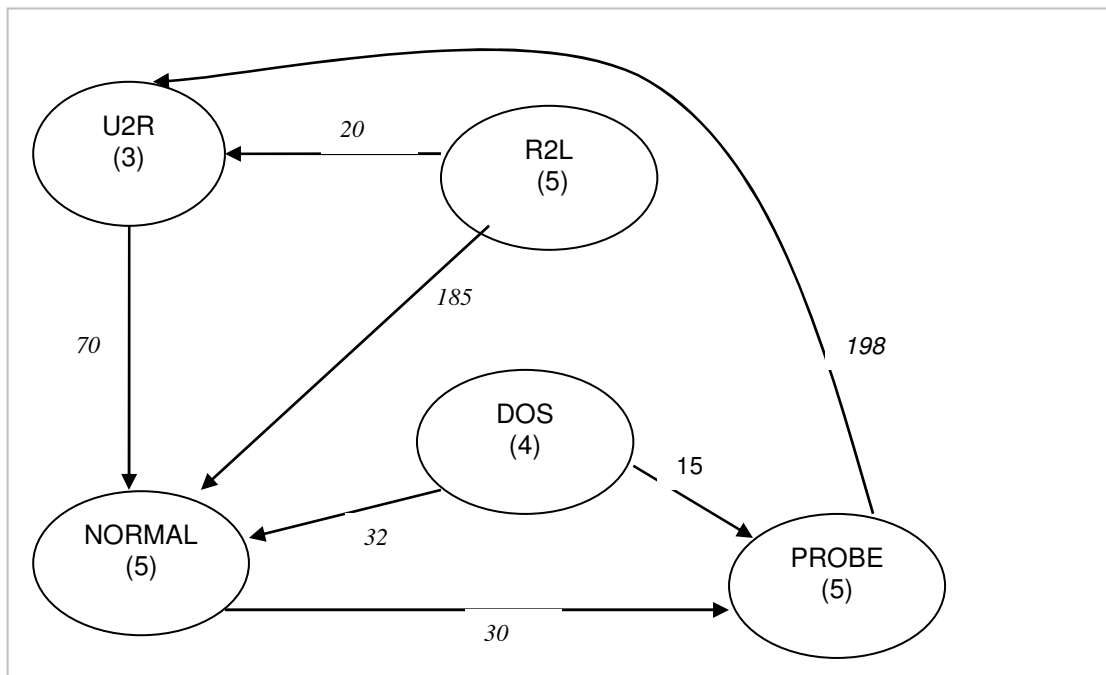 U2R
(3)
20
R2L
(5)
185
70
198
DOS
(4)
15
32
NORMAL
(5)
PROBE
(5)
30